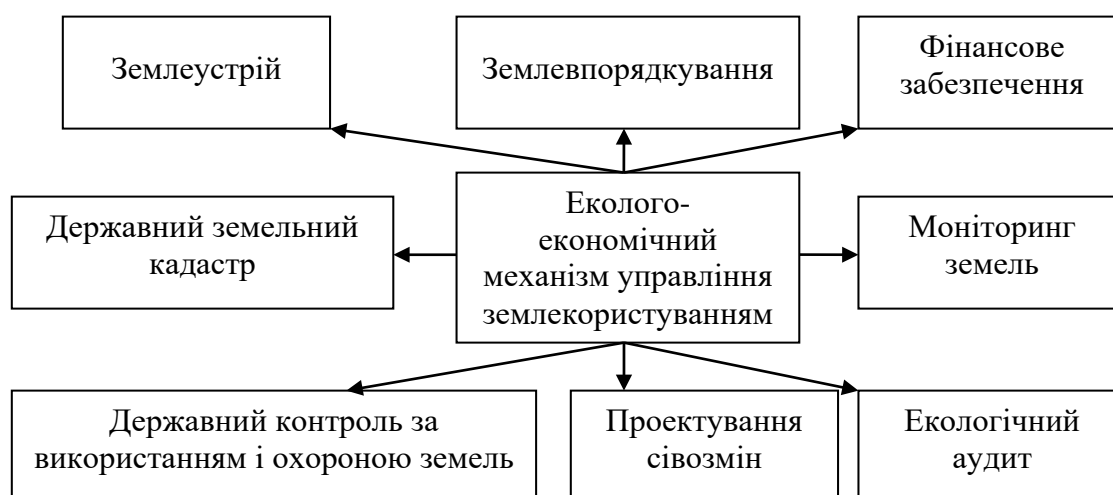 Землеустрій
Землевпорядкування
Фінансове
забезпечення
Державний земельний
кадастр
Еколого-
економічний
механізм управління
землекористуванням
Моніторинг
земель
Державний контроль за
використанням і охороною земель
Проектування
сівозмін
Екологічний
аудит